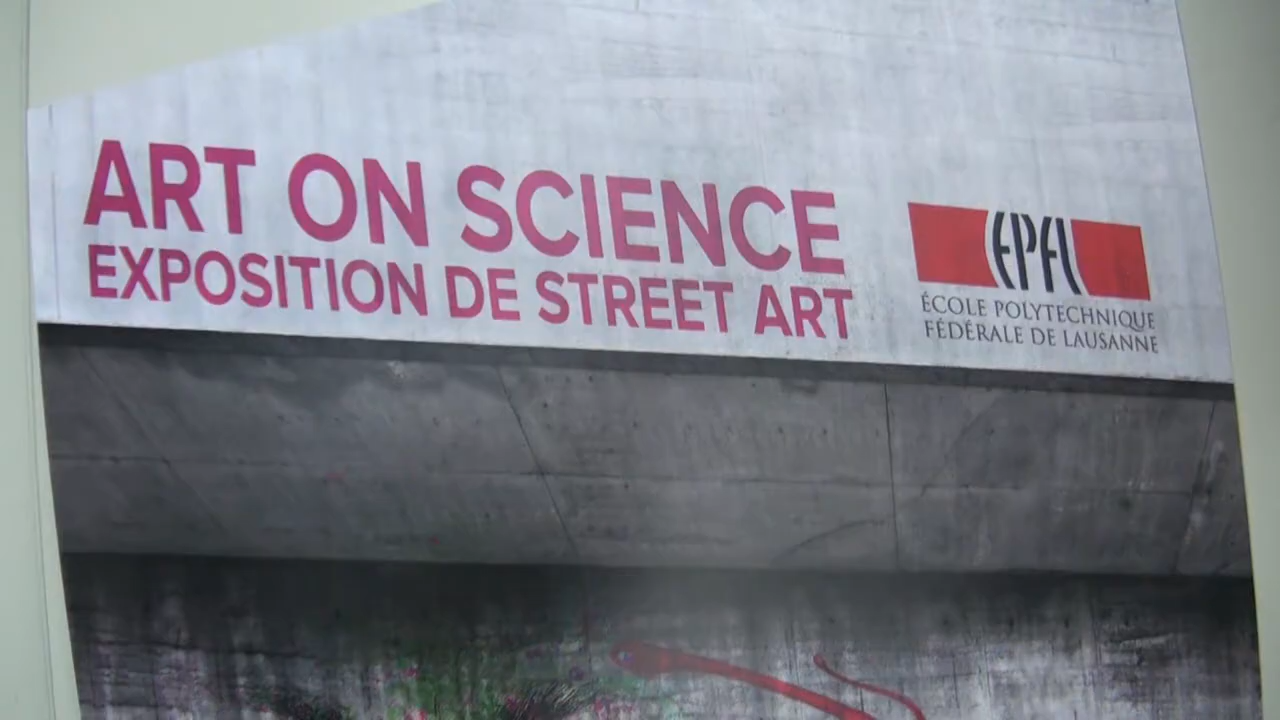 ART ON SCIENCE
EXPOSITION DE STREET ART
EPFL
ÉCOLE POLYTECHNIQUE
FÉDÉRALE DE LAUSANNE